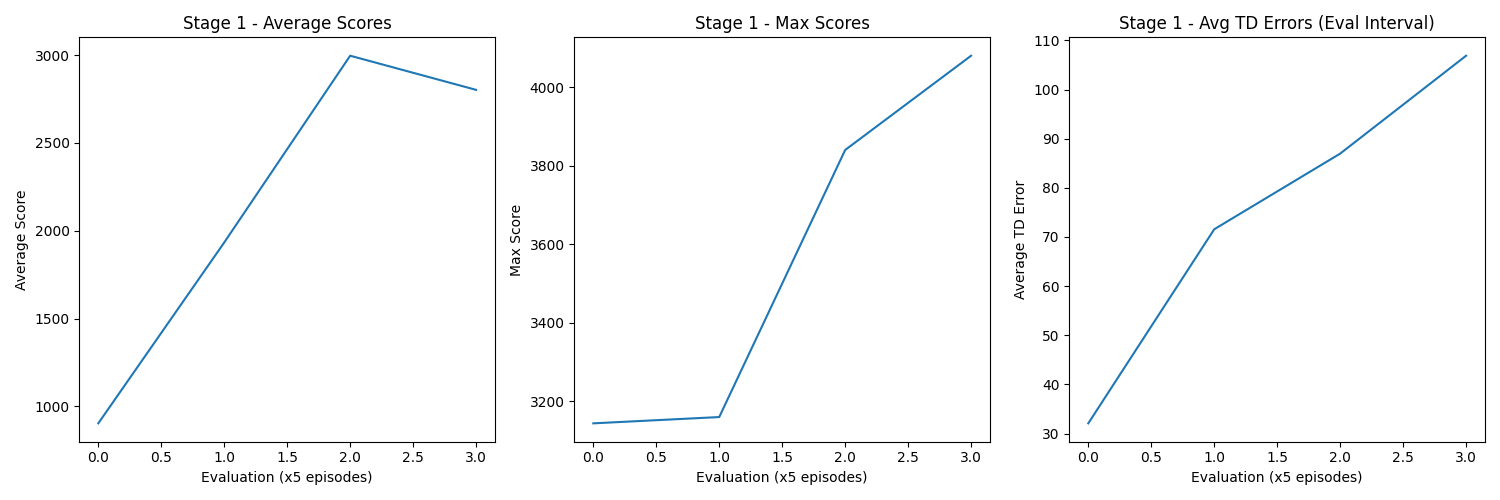 Stage 1 - Average Scores
Average Score
3000
2500
2000
1500
1000
0.0 0.5 1.0 1.5 2.0 2.5 3.0
Evaluation (x5 episodes)
Stage 1 - Max Scores
Max Score
4000
3800
3600
3400
3200
0.0 0.5 1.0 1.5 2.0 2.5 3.0
Evaluation (x5 episodes)
Stage 1 - Avg TD Errors (Eval Interval)
Average TD Error
110
100
90
80
70
60
50
40
30
0.0 0.5 1.0 1.5 2.0 2.5 3.0
Evaluation (x5 episodes)